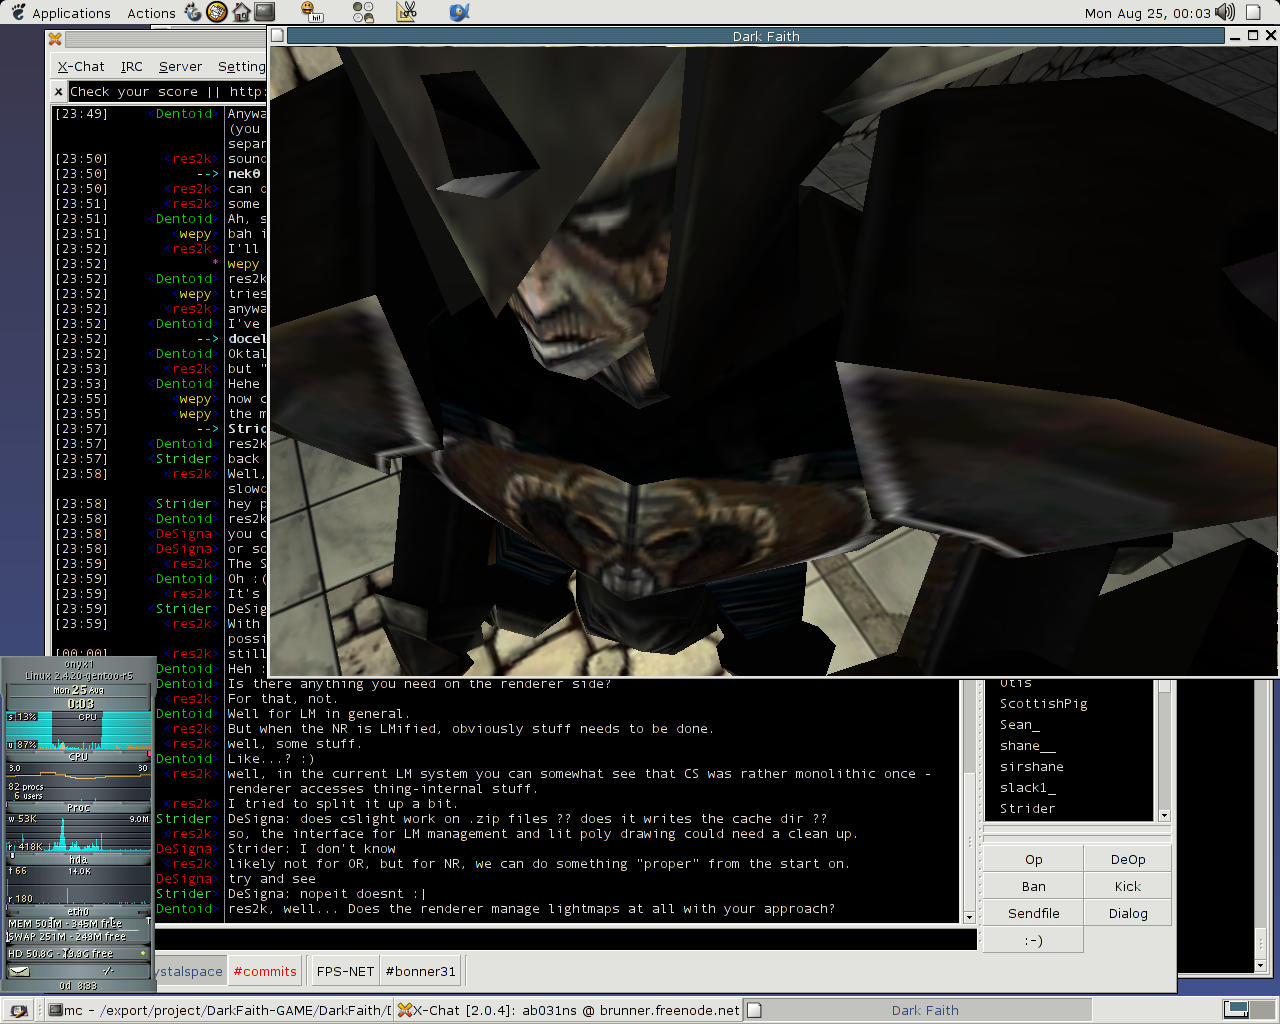 Applications Actions
hi!
Mon Aug 25, 00:03
Dark Faith
X-Chat IRC Server Setting
Check your score || http:
[23:49] <Dentoid> Anywa
(you
separ
[23:50] <res2k> sound
[23:50] --> nek0
[23:50] <res2k> can o
[23:51] <res2k> some
[23:51] <Dentoid> Ah, s
[23:51] <wepy> bah i
[23:52] <res2k> I'll
[23:52] * wepy
[23:52] <Dentoid> res2k
[23:52] <wepy> tries
[23:52] <res2k> anywa
[23:52] <Dentoid> I've
[23:52] --> docel
[23:52] <Dentoid> Oktal
[23:53] <res2k> but "
[23:53] <Dentoid> Hehe
[23:55] <wepy> how c
[23:55] <wepy> the m
[23:57] --> Strid
[23:57] <Dentoid> res2k
[23:57] <Strider> back
[23:58] <res2k> Well,
slowd
[23:58] <Strider> hey p
[23:58] <Dentoid> res2k
[23:58] <DeSigna> you c
[23:58] <DeSigna> or so
[23:59] <res2k> The S
[23:59] <Dentoid> Oh :(
[23:59] <res2k> It's
[23:59] <Strider> DeSig
[23:59] <res2k> With
possi
[00:00] still
Dentoid> Heh :
Dentoid> Is there anything you need on the renderer side?
<res2k> For that, not.
Dentoid> Well for LM in general.
<res2k> But when the NR is LMified, obviously stuff needs to be done.
<res2k> well, some stuff.
Dentoid> Like...? :)
<res2k> well, in the current LM system you can somewhat see that CS was rather monolithic once -
renderer accesses thing-internal stuff.
<res2k> I tried to split it up a bit.
Strider> DeSigna: does cslight work on .zip files ?? does it writes the cache dir ??
<res2k> so, the interface for LM management and lit poly drawing could need a clean up.
DeSigna> Strider: I don't know
<res2k> likely not for OR, but for NR, we can do something "proper" from the start on.
DeSigna> try and see
Strider> DeSigna: nopeit doesnt :|
Dentoid> res2k, well... Does the renderer manage lightmaps at all with your approach?
Utis
ScottishPig
Sean_
shane__
sirshane
slack1_
Strider
Op DeOp
Ban Kick
Sendfile Dialog
:-)
onyx1
Linux 2.4.20-gentoo-r5
Mon 25 Aug
0:03
s 13% CPU
u 87%
CPU
3.0 30
82 procs
6 users
Proc
w 53K 9.0M
r 418K
hda
t 66 14.0K
r 180
eth0
SWAP 251M - 249M free
-/-
0d 8:33
ystalspace #commits FPS-NET #bonner31
mc - /export/project/DarkFaith-GAME/DarkFaith/D
X-Chat [2.0.4]: ab031ns @ brunner.freenode.net
Dark Faith